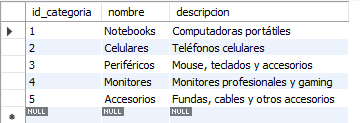 id_categoria nombre descripcion
1 Notebooks Computadoras portátiles
2 Celulares Teléfonos celulares
3 Periféricos Mouse, teclados y accesorios
4 Monitores Monitores profesionales y gaming
5 Accesorios Fundas, cables y otros accesorios
NULL NULL NULL